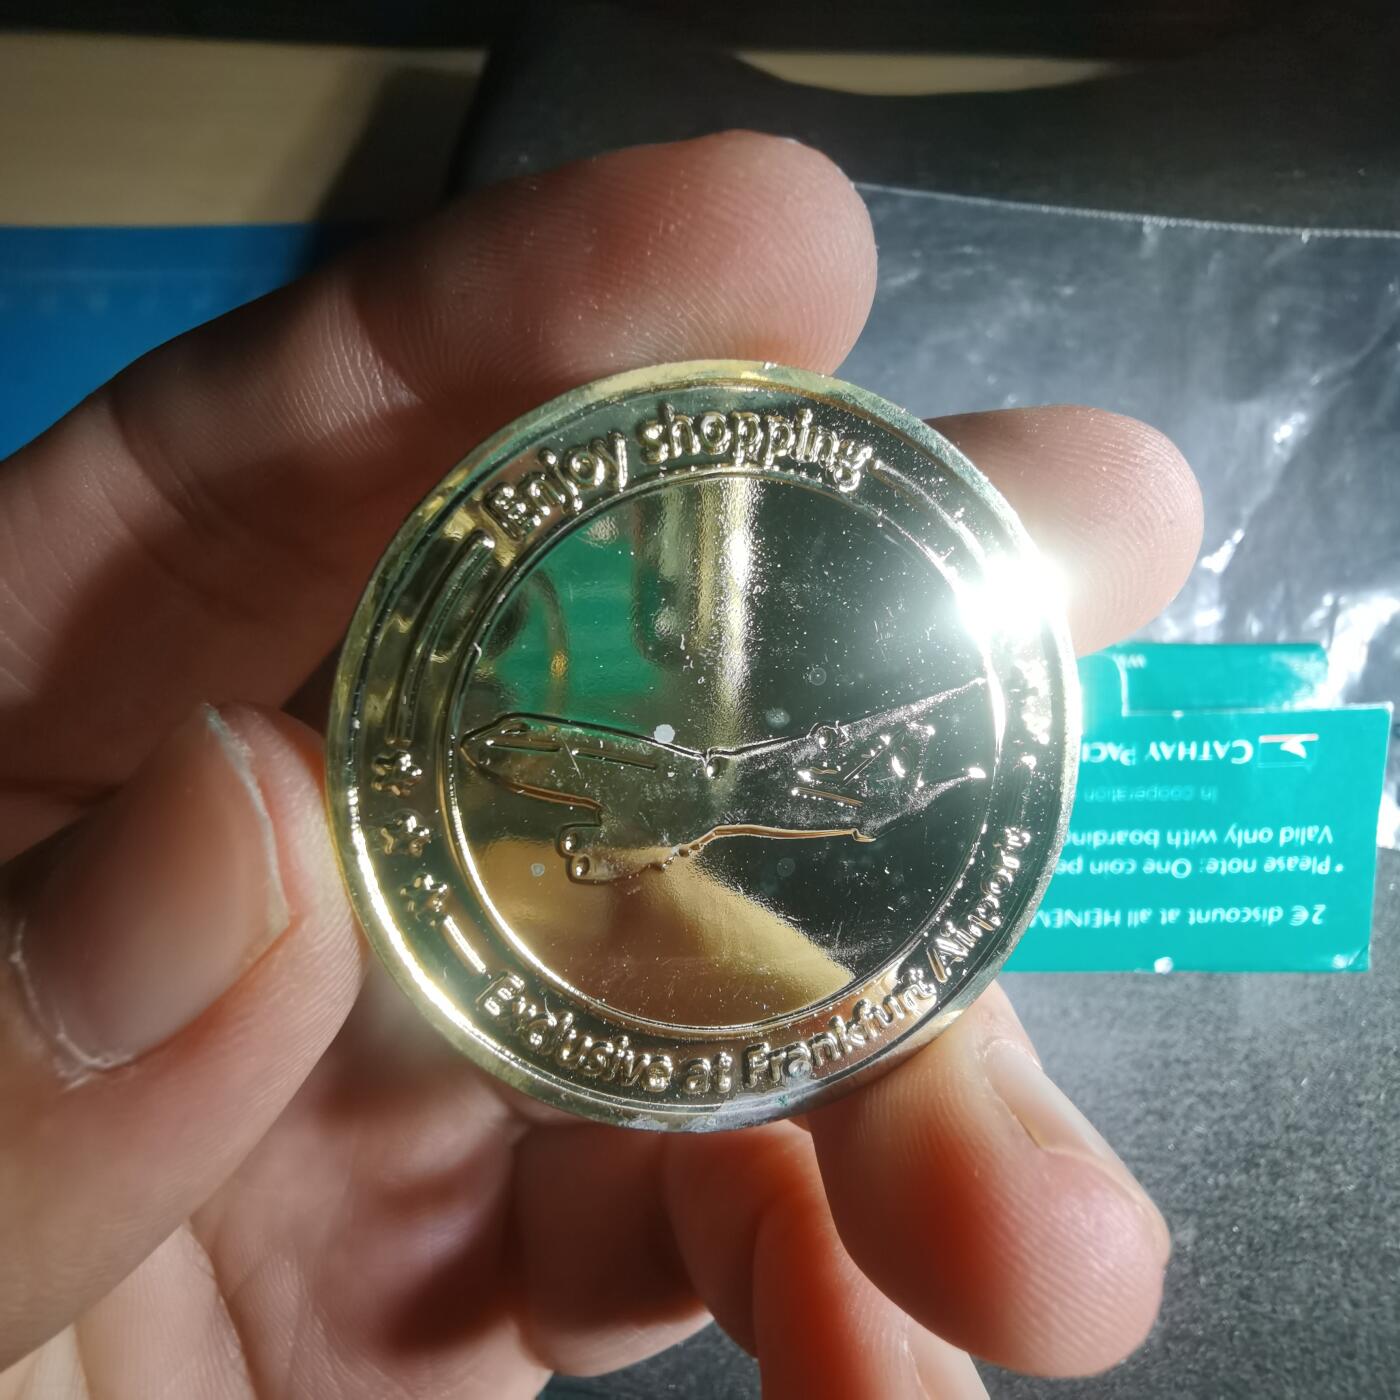 Enjoy shopping
Exclusive at Frankfurt Airport
2€ discount at all HEINEM
*Please note: One coin pe
Valid only with boarding
In cooperation
CATHAY PACI